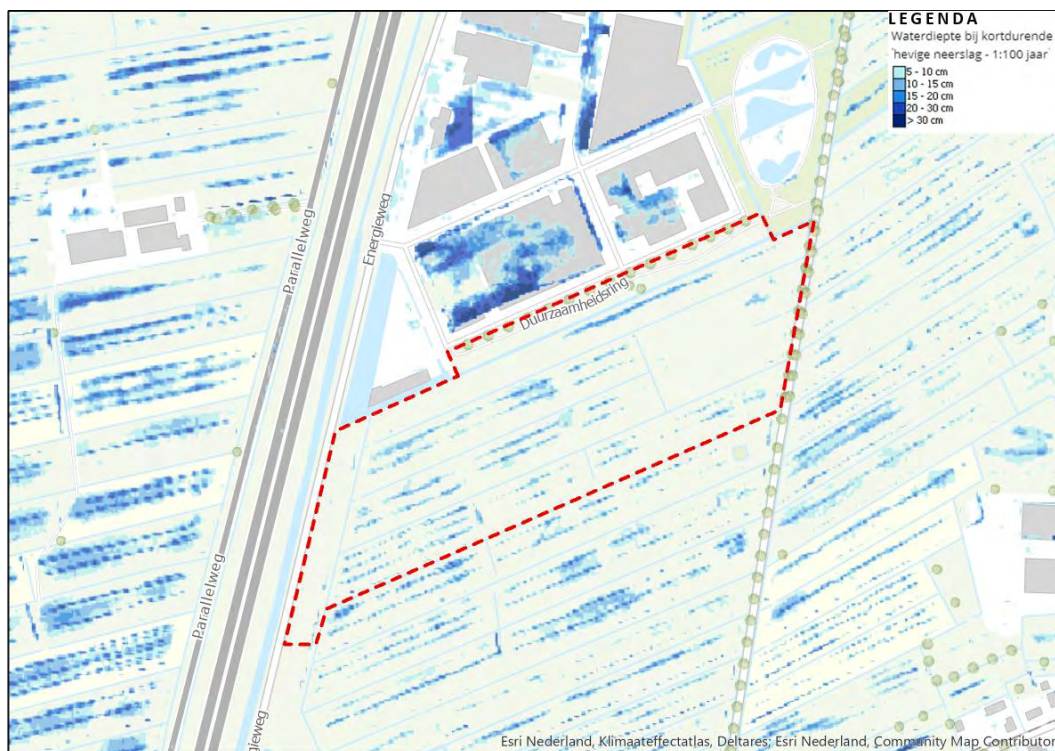 LEGENDA
Waterdiepte bij kortdurende
hevige neerslag - 1:100 jaar
5 - 10 cm
10 - 15 cm
15 - 20 cm
20 - 30 cm
> 30 cm
Parallelweg
Energieweg
Duurzaamheidsring
Parallelweg
gieweg
Esri Nederland, Klimaateffectatlas, Deltares; Esri Nederland, Community Map Contributor